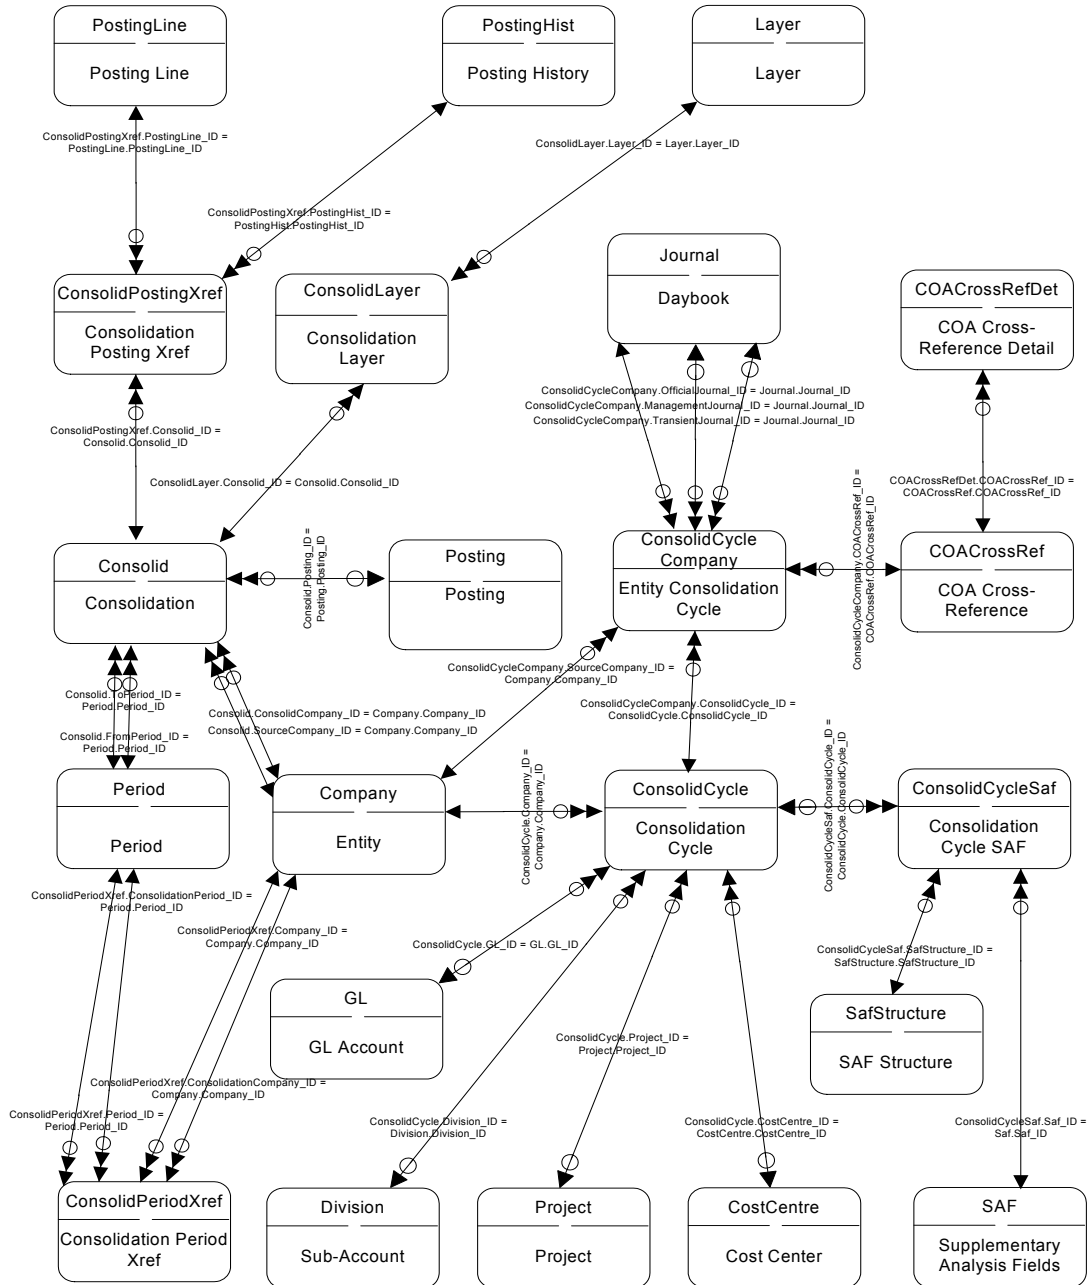 PostingLine
Posting Line
PostingHist
Posting History
Layer
Layer
ConsolidPostingXref.PostingLine_ID =
PostingLine.PostingLine_ID
ConsolidLayer.Layer_ID = Layer.Layer_ID
ConsolidPostingXref.PostingHist_ID =
PostingHist.PostingHist_ID
ConsolidPostingXref
Consolidation
Posting Xref
ConsolidLayer
Consolidation
Layer
Journal
Daybook
COACrossRefDet
COA Cross-
Reference Detail
ConsolidCycleCompany.OfficialJournal_ID = Journal.Journal_ID
ConsolidCycleCompany.ManagementJournal_ID = Journal.Journal_ID
ConsolidCycleCompany.TransientJournal_ID = Journal.Journal_ID
ConsolidPostingXref.Consolid_ID =
Consolid.Consolid_ID
ConsolidLayer.Consolid_ID = Consolid.Consolid_ID
COACrossRefDet.COACrossRef_ID =
COACrossRef.COACrossRef_ID
Consolid
Consolidation
Consolid.Posting_ID =
Posting.Posting_ID
Posting
Posting
ConsolidCycle
Company
Entity Consolidation
Cycle
ConsolidCycleCompany.COACrossRef_ID =
COACrossRef.COACrossRef_ID
COACrossRef
COA Cross-
Reference
ConsolidCycleCompany.SourceCompany_ID =
Company.Company_ID
Consolid.ToPeriod_ID =
Period.Period_ID
Consolid.ConsolidCompany_ID = Company.Company_ID
Consolid.SourceCompany_ID = Company.Company_ID
Consolid.FromPeriod_ID =
Period.Period_ID
ConsolidCycleCompany.ConsolidCycle_ID =
ConsolidCycle.ConsolidCycle_ID
Period
Period
Company
Entity
ConsolidCycle.Company_ID =
Company.Company_ID
ConsolidCycle
Consolidation
Cycle
ConsolidCycleSaf.ConsolidCycle_ID =
ConsolidCycle.ConsolidCycle_ID
ConsolidCycleSaf
Consolidation
Cycle SAF
ConsolidPeriodXref.ConsolidationPeriod_ID =
Period.Period_ID
ConsolidPeriodXref.Company_ID =
Company.Company_ID
ConsolidCycle.GL_ID = GL.GL_ID
ConsolidCycleSaf.SafStructure_ID =
SafStructure.SafStructure_ID
GL
GL Account
SafStructure
SAF Structure
ConsolidCycle.Project_ID =
Project.Project_ID
ConsolidPeriodXref.ConsolidationCompany_ID =
Company.Company_ID
ConsolidPeriodXref.Period_ID =
Period.Period_ID
ConsolidCycle.Division_ID =
Division.Division_ID
ConsolidCycle.CostCentre_ID =
CostCentre.CostCentre_ID
ConsolidCycleSaf.Saf_ID =
Saf.Saf_ID
ConsolidPeriodXref
Consolidation Period
Xref
Division
Sub-Account
Project
Project
CostCentre
Cost Center
SAF
Supplementary
Analysis Fields